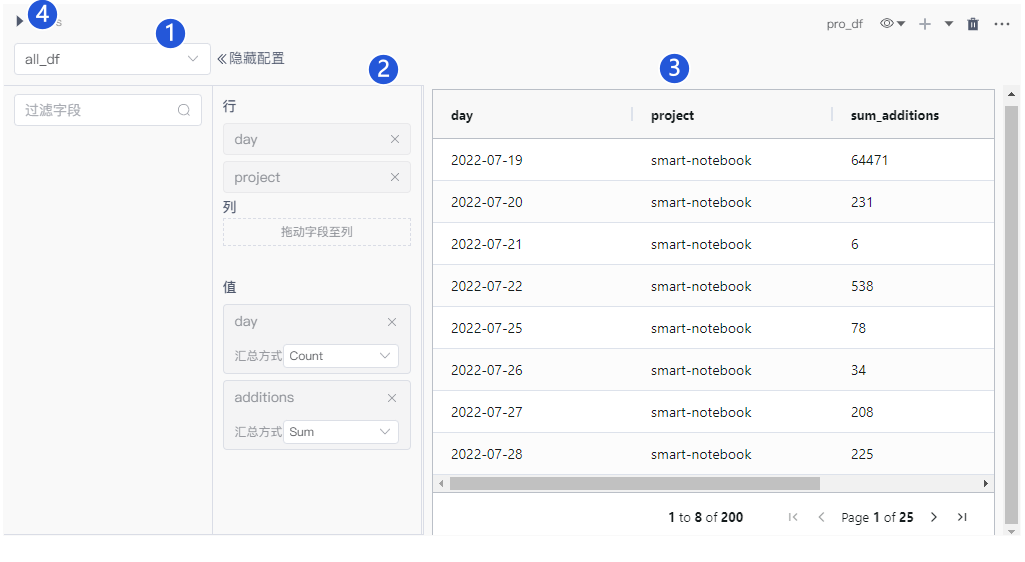 4
s
pro_df
1
all_df
隐藏配置
2
3
过滤字段
行
day
project
列
拖动字段至列
值
day
汇总方式 Count
additions
汇总方式 Sum
day project sum_additions
2022-07-19 smart-notebook 64471
2022-07-20 smart-notebook 231
2022-07-21 smart-notebook 6
2022-07-22 smart-notebook 538
2022-07-25 smart-notebook 78
2022-07-26 smart-notebook 34
2022-07-27 smart-notebook 208
2022-07-28 smart-notebook 225
1 to 8 of 200 Page 1 of 25